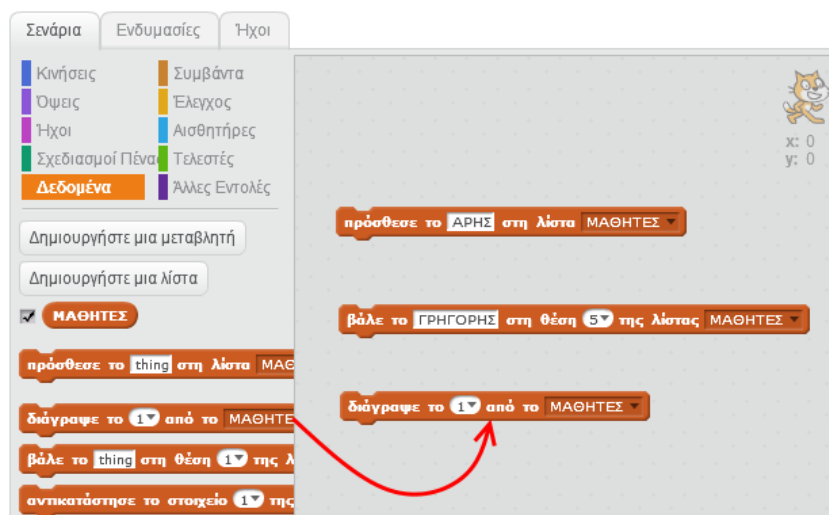 Σενάρια Ενδυμασίες Ήχοι
Κινήσεις Συμβάντα
Όψεις Έλεγχος
Ήχοι Αισθητήρες
Σχεδιασμοί Πένας Τελεστές
Δεδομένα Άλλες Εντολές
Δημιουργήστε μια μεταβλητή
Δημιουργήστε μια λίστα
ΜΑΘΗΤΕΣ
πρόσθεσε το thing στη λίστα ΜΑΘ
διάγραψε το 1 από το ΜΑΘΗΤΕ
βάλε το thing στη θέση 1 της λ
αντικατάστησε το στοιχείο 1 της
x: 0
y: 0
πρόσθεσε το ΑΡΗΣ στη λίστα ΜΑΘΗΤΕΣ
βάλε το ΓΡΗΓΟΡΗΣ στη θέση 5 της λίστας ΜΑΘΗΤΕΣ
διάγραψε το 1 από το ΜΑΘΗΤΕΣ